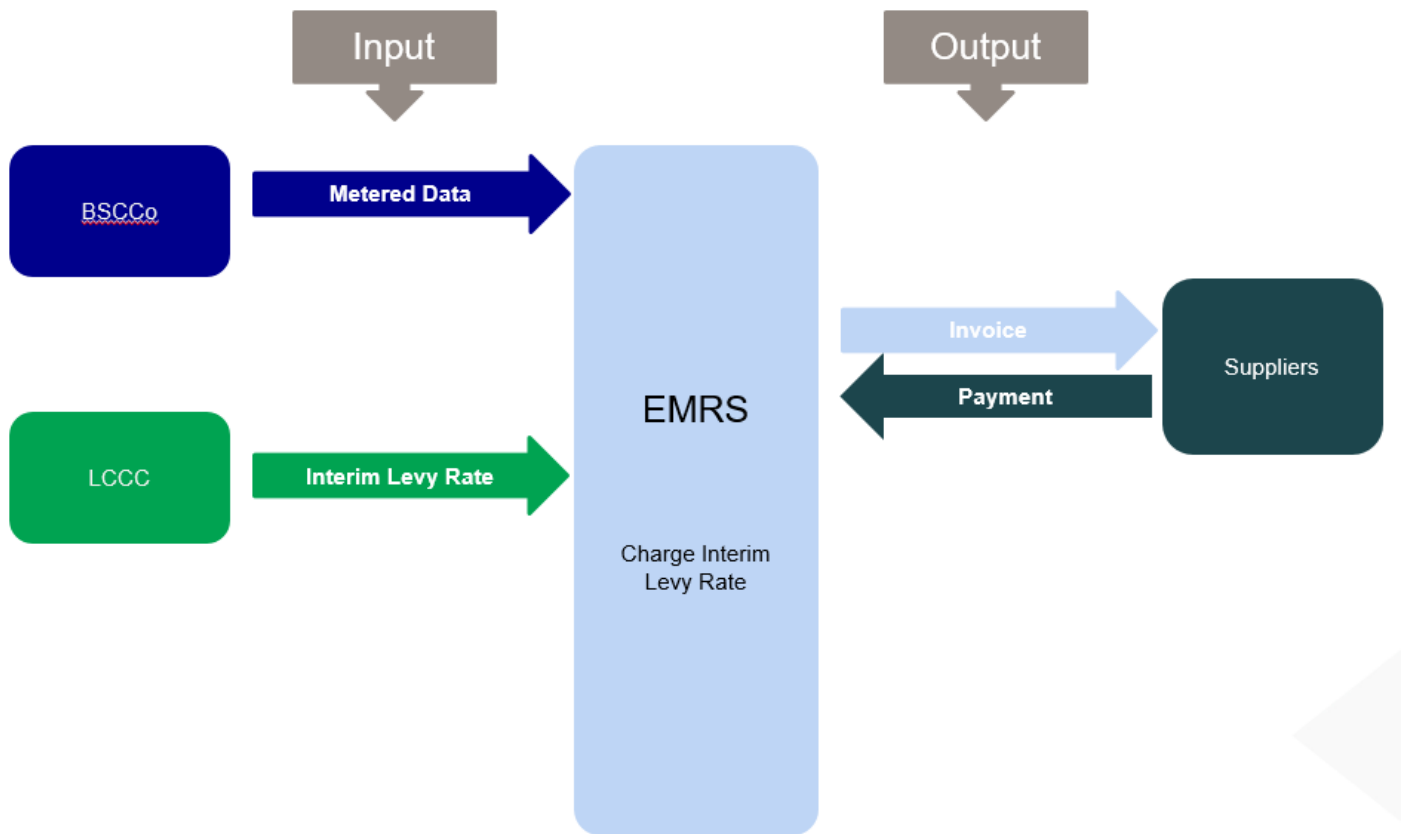 Input
Output
BSCCo
Metered Data
Invoice
Suppliers
Payment
EMRS
LCCC
Interim Levy Rate
Charge Interim
Levy Rate